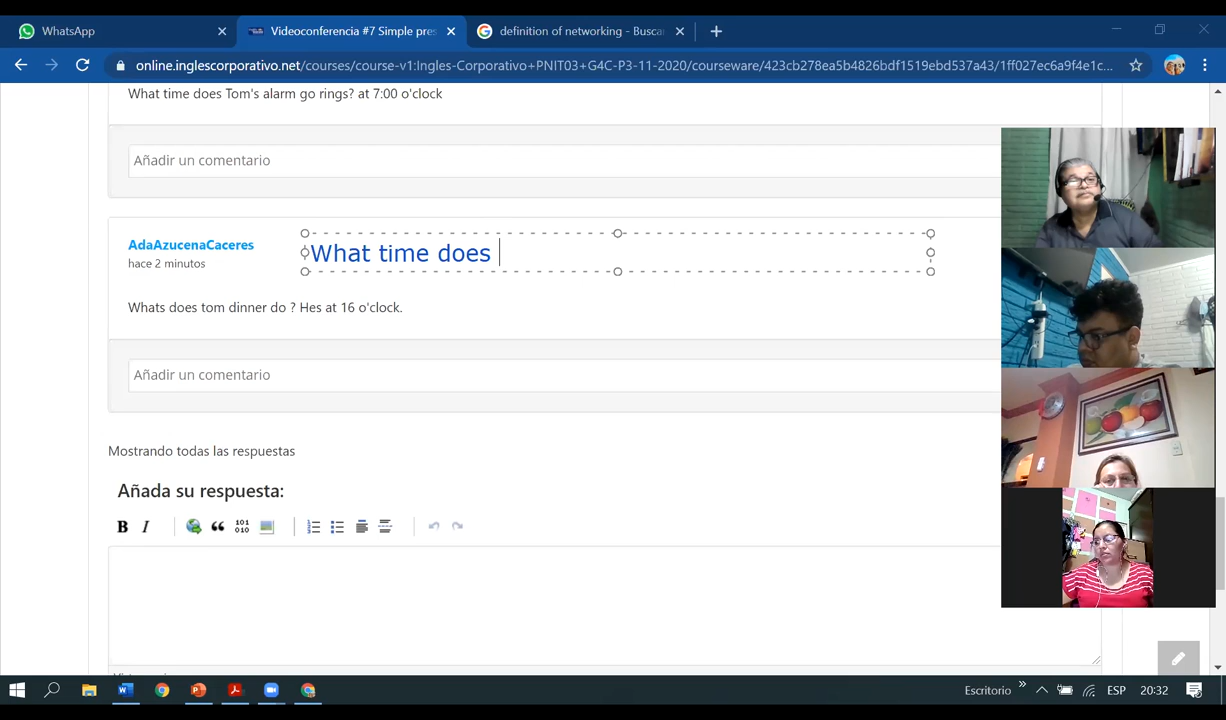 WhatsApp
Videoconferencia #7 Simple pres
definition of networking - Busca
online.inglescorporativo.net/courses/course-v1:Ingles-Corporativo+PNIT03+G4C-P3-11-2020/courseware/423cb278ea5b4826bdf1519ebd537a43/1ff027ec6a9f4e1c...
What time does Tom's alarm go rings? at 7:00 o'clock
Añadir un comentario
AdaAzucenaCaceres
What time does
hace 2 minutos
Whats does tom dinner do ? Hes at 16 o'clock.
Añadir un comentario
Mostrando todas las respuestas
Añada su respuesta:
B I
101
010
Escritorio
ESP
20:32